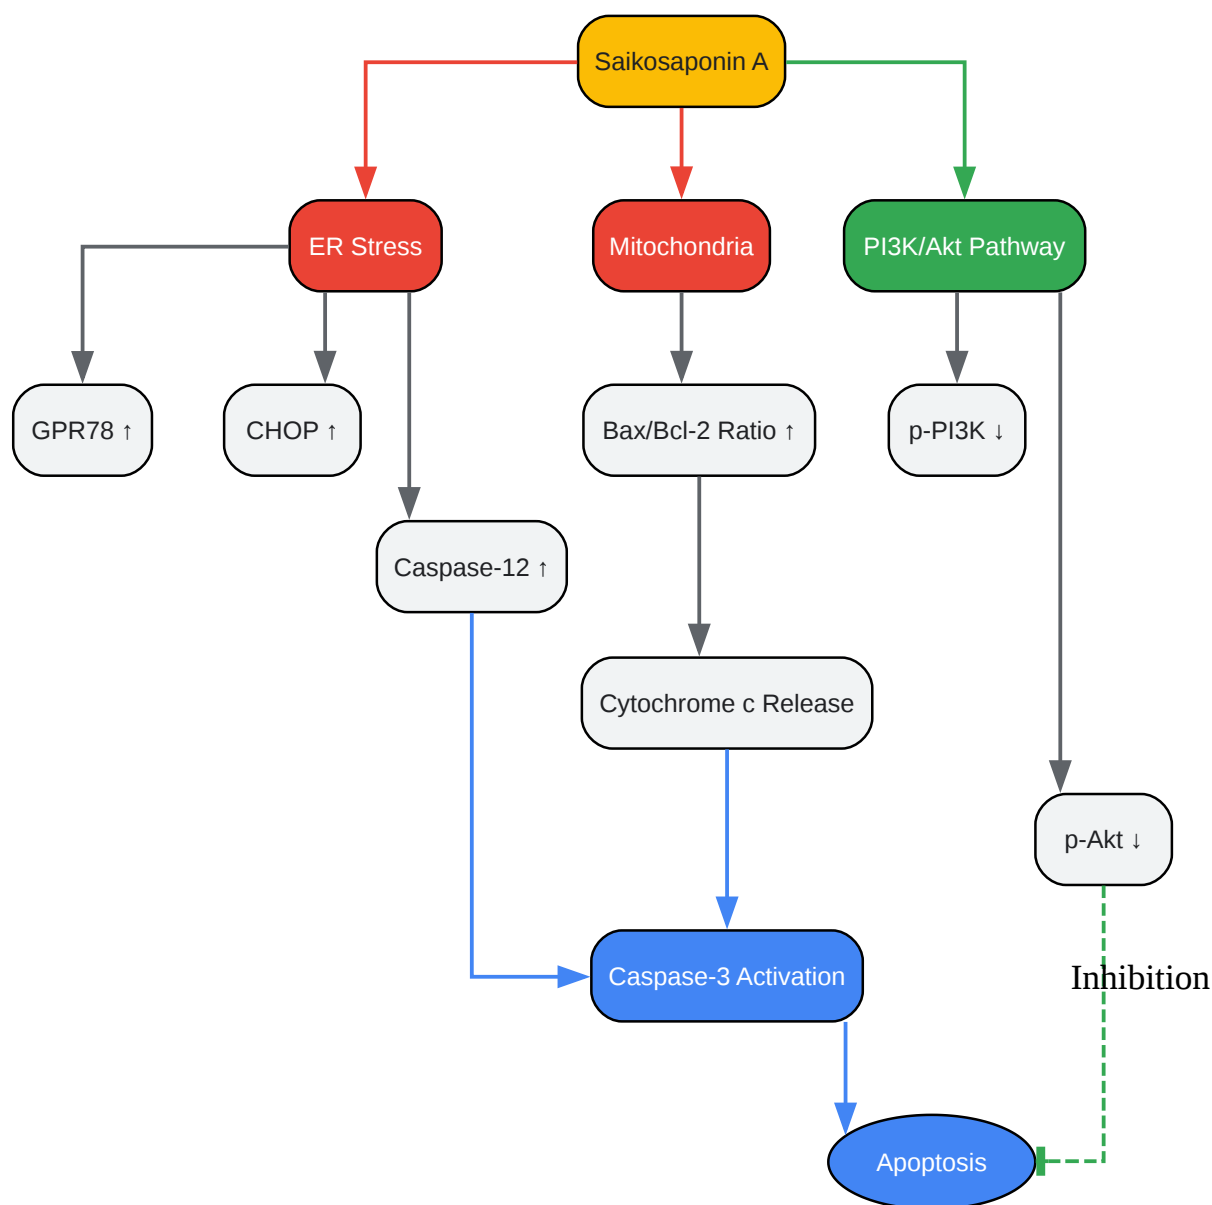 Saikosaponin A
ER Stress
Mitochondria
PI3K/Akt Pathway
GPR78 ↑
CHOP ↑
Bax/Bcl-2 Ratio ↑
p-PI3K ↓
Caspase-12 ↑
Cytochrome c Release
p-Akt ↓
Caspase-3 Activation
Inhibition
Apoptosis